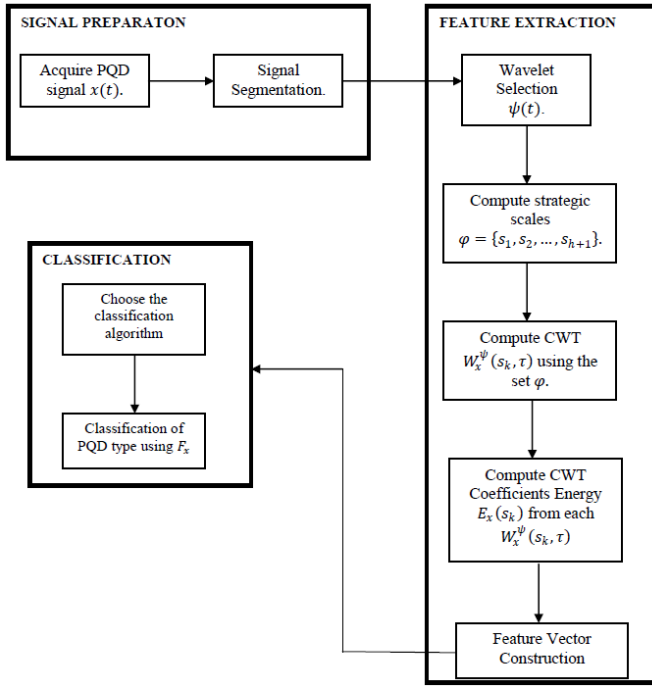 SIGNAL PREPARATON
Acquire PQD
signal x(t).
Signal
Segmentation.
FEATURE EXTRACTION
Wavelet
Selection
ψ(t).
Compute strategic
scales
φ = {s₁, s₂, …, sₕ₊₁}.
Compute CWT
Wₓ^ψ(sₖ, τ) using the
set φ.
Compute CWT
Coefficients Energy
Eₓ(sₖ) from each
Wₓ^ψ(sₖ, τ)
Feature Vector
Construction
CLASSIFICATION
Choose the
classification
algorithm
Classification of
PQD type using Fₓ